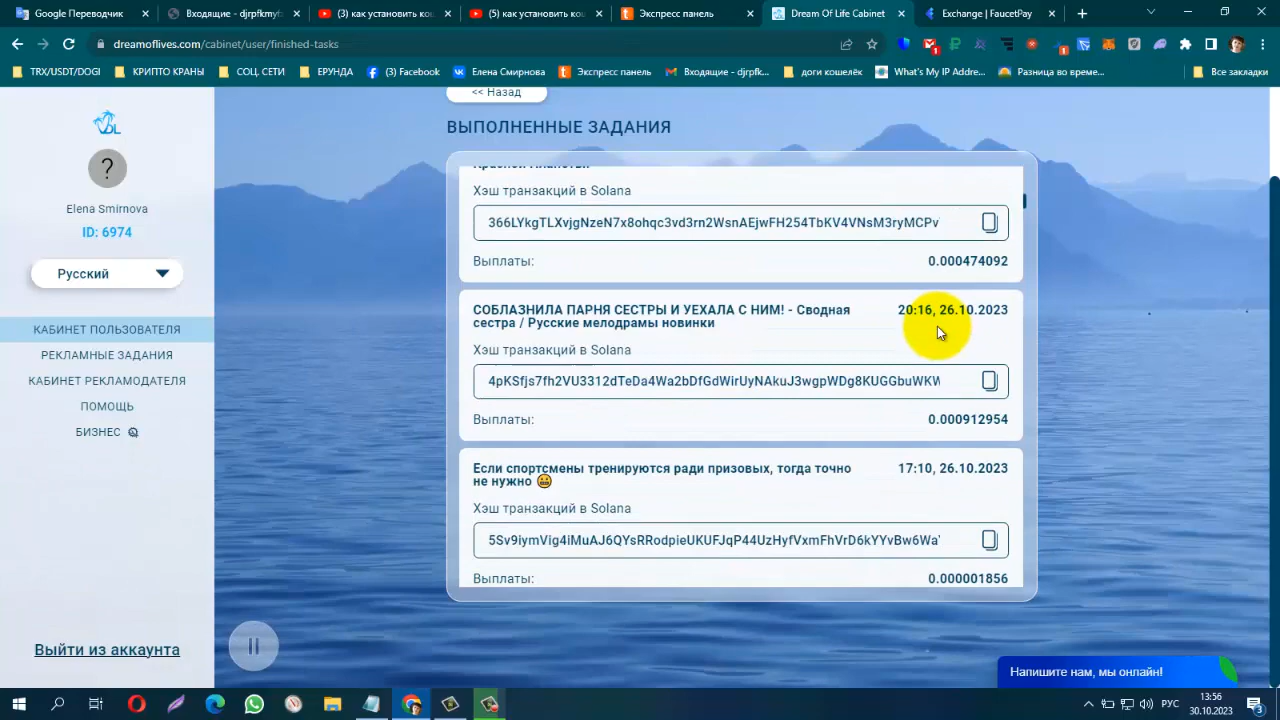 Google Переводчик
Входящие - djrpfkmyf
(3) как установить кош
(5) как установить кош
Экспресс панель
Dream Of Life Cabinet
Exchange | FaucetPay
dreamoflives.com/cabinet/user/finished-tasks
TRX/USDT/DOGI
КРИПТО КРАНЫ
СОЦ. СЕТИ
ЕРУНДА
(3) Facebook
Елена Смирнова
Экспресс панель
Входящие - djrpfk...
доги кошелёк
What's My IP Addre...
Разница во време...
Все закладки
<< Назад
ВЫПОЛНЕННЫЕ ЗАДАНИЯ
Elena Smirnova
ID: 6974
Русский
КАБИНЕТ ПОЛЬЗОВАТЕЛЯ
РЕКЛАМНЫЕ ЗАДАНИЯ
КАБИНЕТ РЕКЛАМОДАТЕЛЯ
ПОМОЩЬ
БИЗНЕС
Выйти из аккаунта
Хэш транзакций в Solana
366LYkgTLXvjgNzeN7x8ohqc3vd3rn2WsnAEjwFH254TbKV4VNsM3ryMCPv
Выплаты:
0.000474092
СОБЛАЗНИЛА ПАРНЯ СЕСТРЫ И УЕХАЛА С НИМ! - Сводная
сестра / Русские мелодрамы новинки
20:16, 26.10.2023
Хэш транзакций в Solana
4pKSfjs7fh2VU3312dTeDa4Wa2bDfGdWirUyNAkuJ3wgpWDg8KUGGbuWKW
Выплаты:
0.000912954
Если спортсмены тренируются ради призовых, тогда точно
не нужно 😀
17:10, 26.10.2023
Хэш транзакций в Solana
5Sv9iymVig4iMuAJ6QYsRRodpieUKUFJqP44UzHyfVxmFhVrD6kYYvBw6Wa
Выплаты:
0.000001856
Напишите нам, мы онлайн!
РУС
13:56
30.10.2023